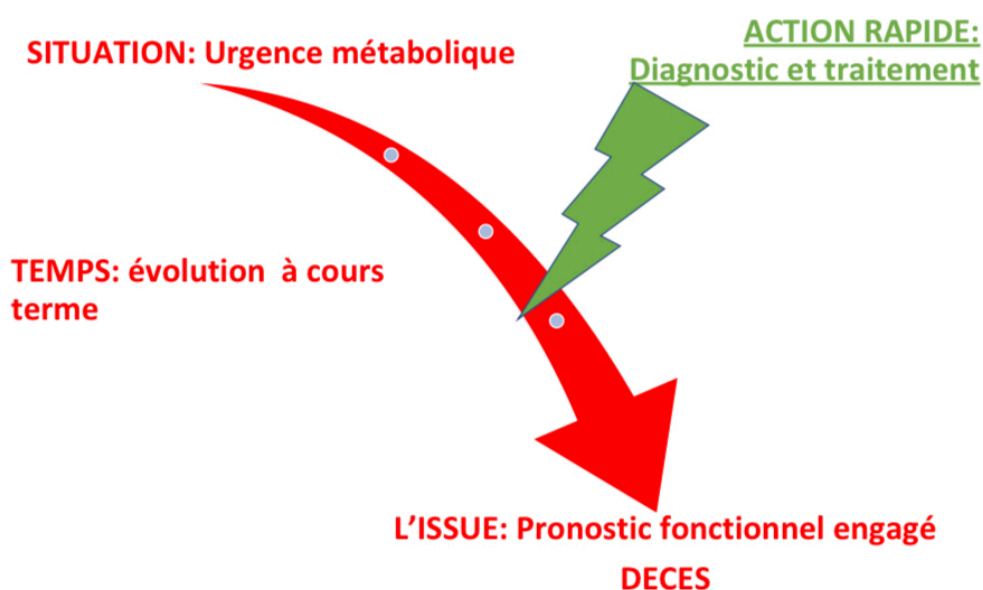 SITUATION: Urgence métabolique
ACTION RAPIDE:
Diagnostic et traitement
TEMPS: évolution à cours
terme
L'ISSUE: Pronostic fonctionnel engagé
DECES